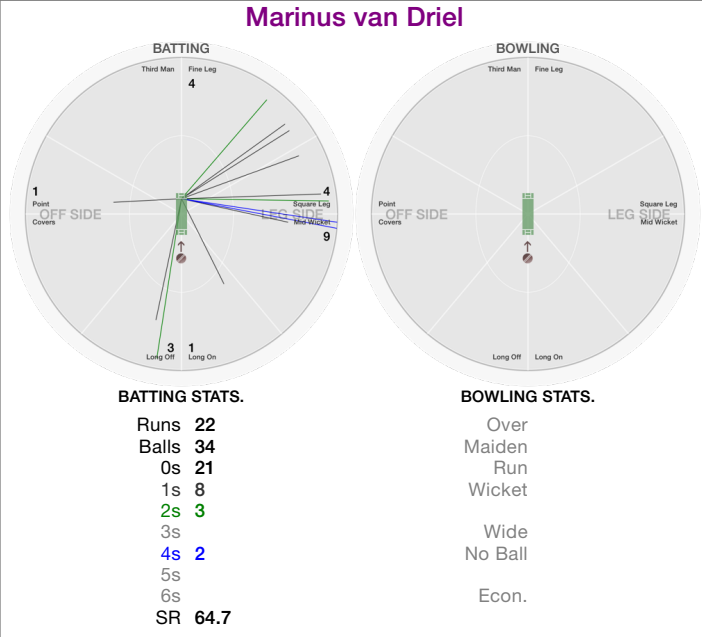 Marinus van Driel
BATTING
Third Man
Fine Leg
4
1
Point
OFF SIDE
Covers
4
Square Leg
LEG SIDE
Mid Wicket
9
3
1
Long Off
Long On
BOWLING
Third Man
Fine Leg
Point
OFF SIDE
Covers
Square Leg
LEG SIDE
Mid Wicket
Long Off
Long On
BATTING STATS.
Runs 22
Balls 34
0s 21
1s 8
2s 3
3s
4s 2
5s
6s
SR 64.7
BOWLING STATS.
Over
Maiden
Run
Wicket
Wide
No Ball
Econ.